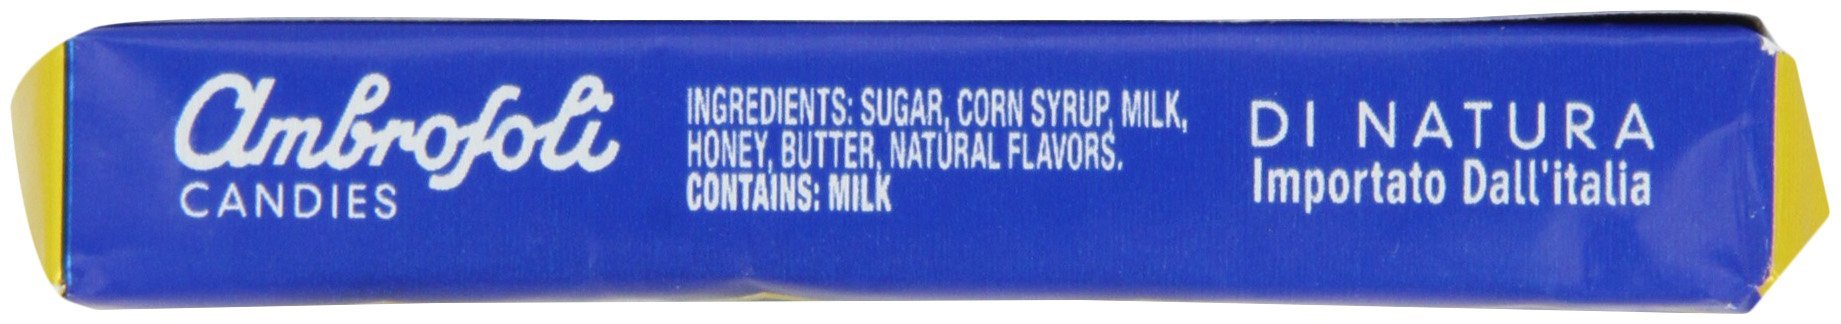 Ambrosoli
CANDIES
INGREDIENTS: SUGAR, CORN SYRUP, MILK,
HONEY, BUTTER, NATURAL FLAVORS.
CONTAINS: MILK
DI NATURA
Importato Dall'italia